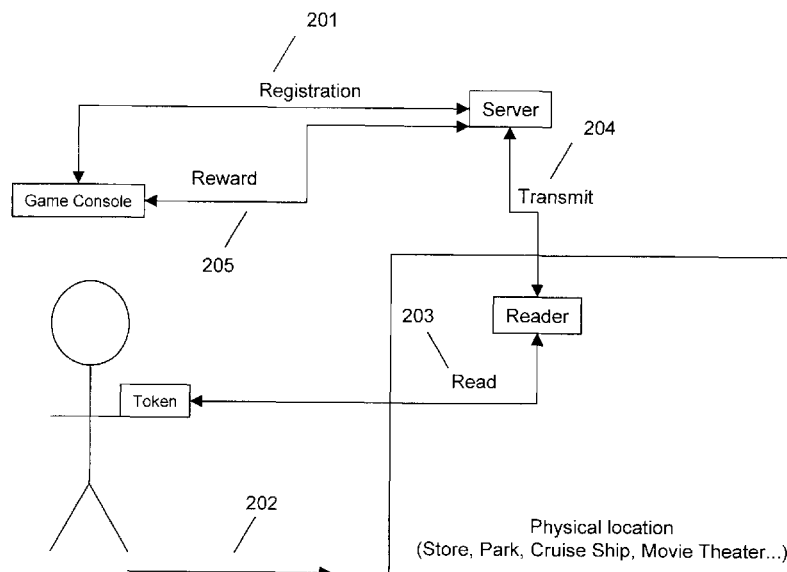 201
Registration
Server
204
Reward
Transmit
Game Console
205
203
Reader
Read
Token
202
Physical location
(Store, Park, Cruise Ship, Movie Theater...)